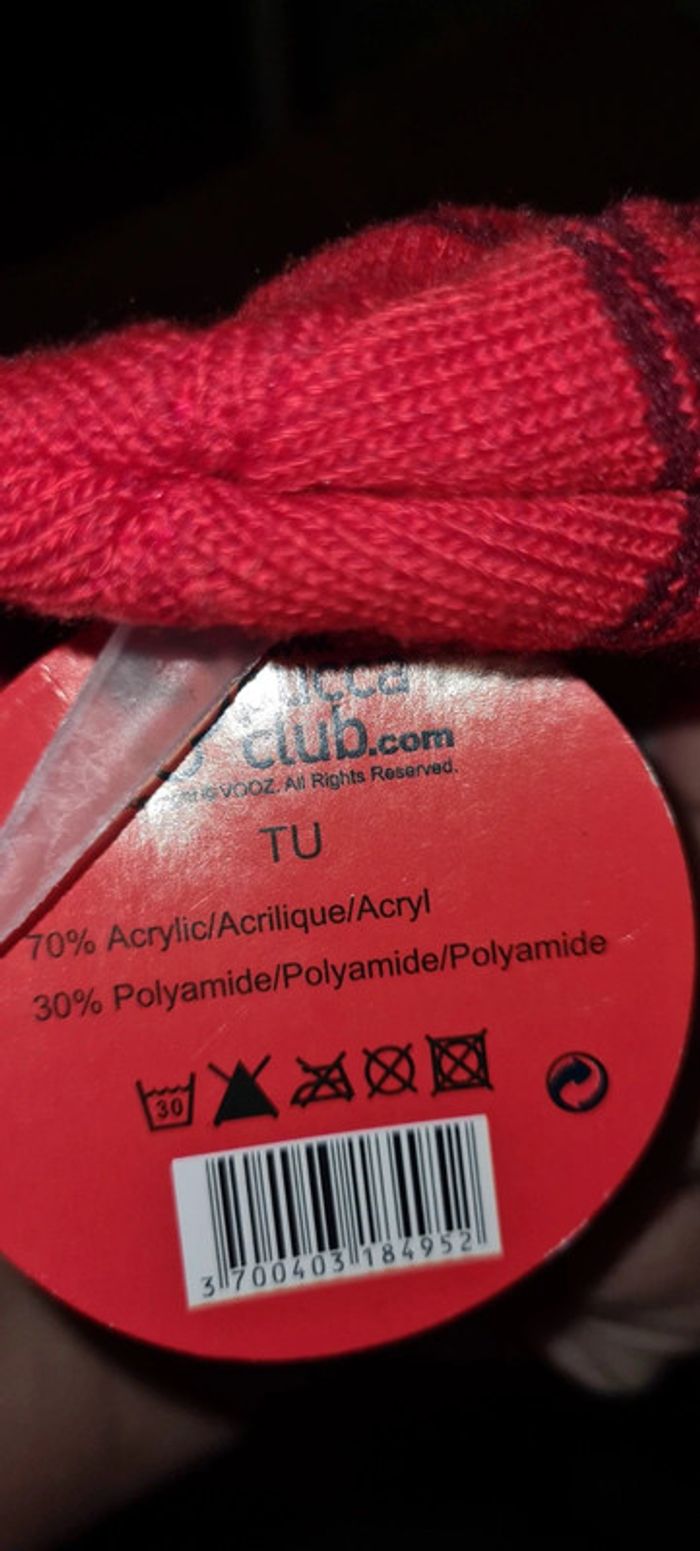 club.com
VOOZ. All Rights Reserved.
TU
70% Acrylic/Acrilique/Acryl
30% Polyamide/Polyamide/Polyamide
30
3 700403 184952